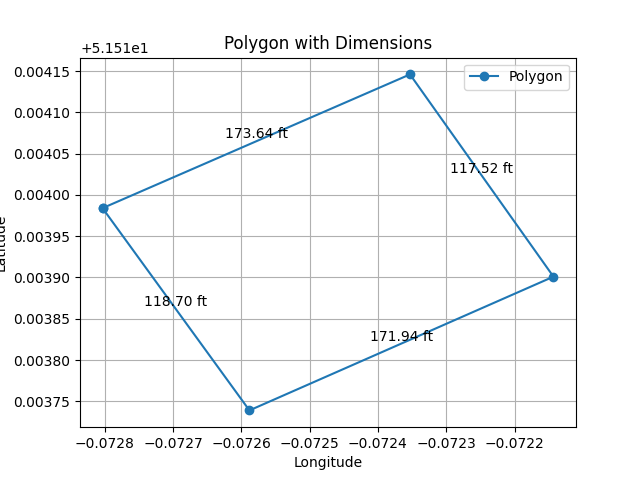 Polygon with Dimensions
+5.151e1
Polygon
0.00415
0.00410
0.00405
0.00400
0.00395
0.00390
0.00385
0.00380
0.00375
173.64 ft
117.52 ft
118.70 ft
171.94 ft
−0.0728
−0.0727
−0.0726
−0.0725
−0.0724
−0.0723
−0.0722
Longitude
Latitude